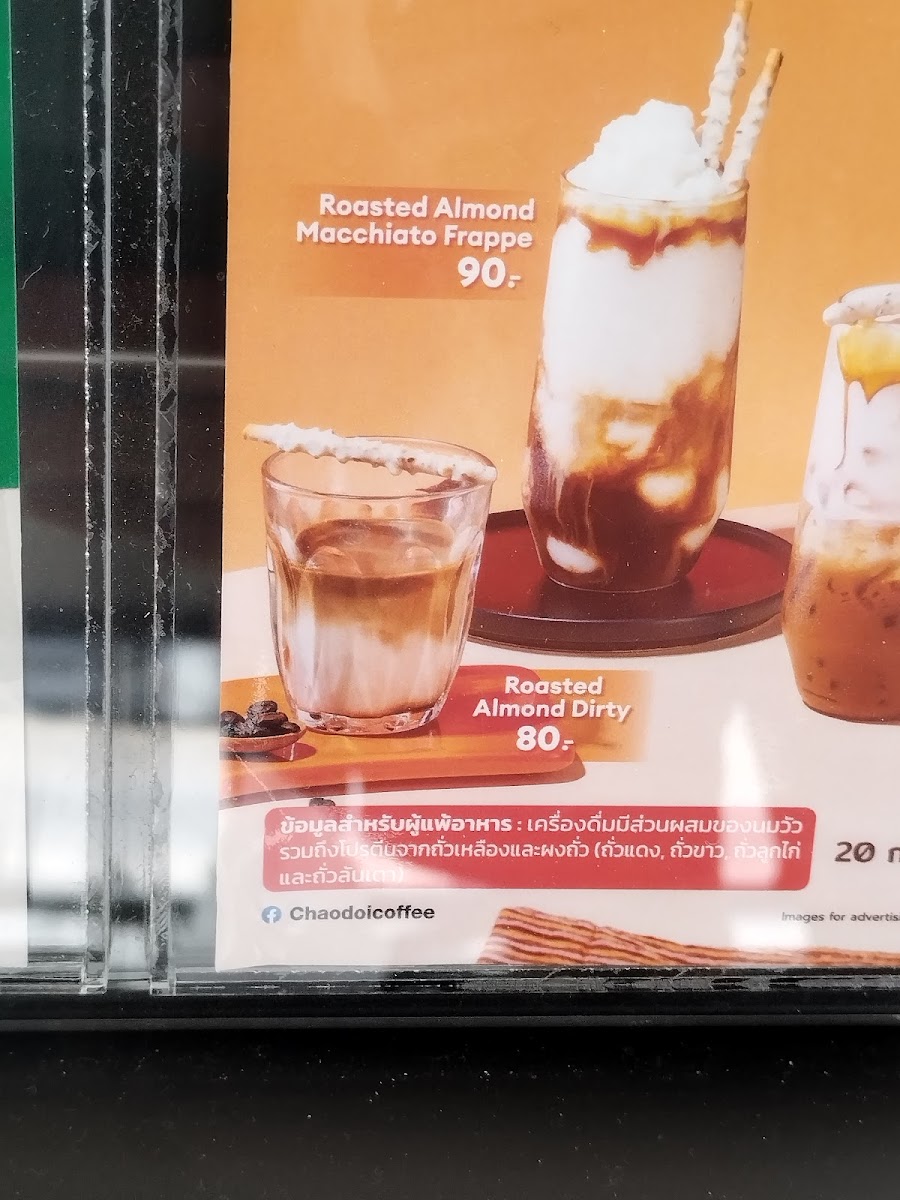 Roasted Almond
Macchiato Frappe
90.-
Roasted
Almond Dirty
80.-
ข้อมูลสำหรับผู้แพ้อาหาร : เครื่องดื่มมีส่วนผสมของนมวัว
รวมถึงโปรตีนจากถั่วเหลืองและผงถั่ว (ถั่วแดง, ถั่วขาว, ถั่วลูกไก่
และถั่วลันเตา)
20 ก
Chaodoicoffee
Images for advertis